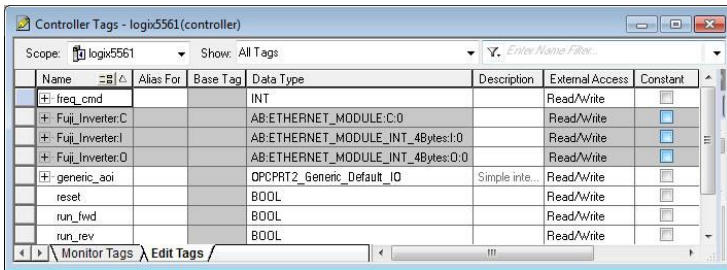 Controller Tags - logix5561(controller)
Scope: logix5561 Show: All Tags Enter Name Filter...
Name Alias For Base Tag Data Type Description External Access Constant
freq_cmd INT Read/Write
Fuji_Inverter:C AB:ETHERNET_MODULE:C:0 Read/Write
Fuji_Inverter:I AB:ETHERNET_MODULE_INT_4Bytes:I:0 Read/Write
Fuji_Inverter:O AB:ETHERNET_MODULE_INT_4Bytes:O:0 Read/Write
generic_aoi OPCPRT2_Generic_Default_IO Simple inte... Read/Write
reset BOOL Read/Write
run_fwd BOOL Read/Write
run_rev BOOL Read/Write
Monitor Tags Edit Tags